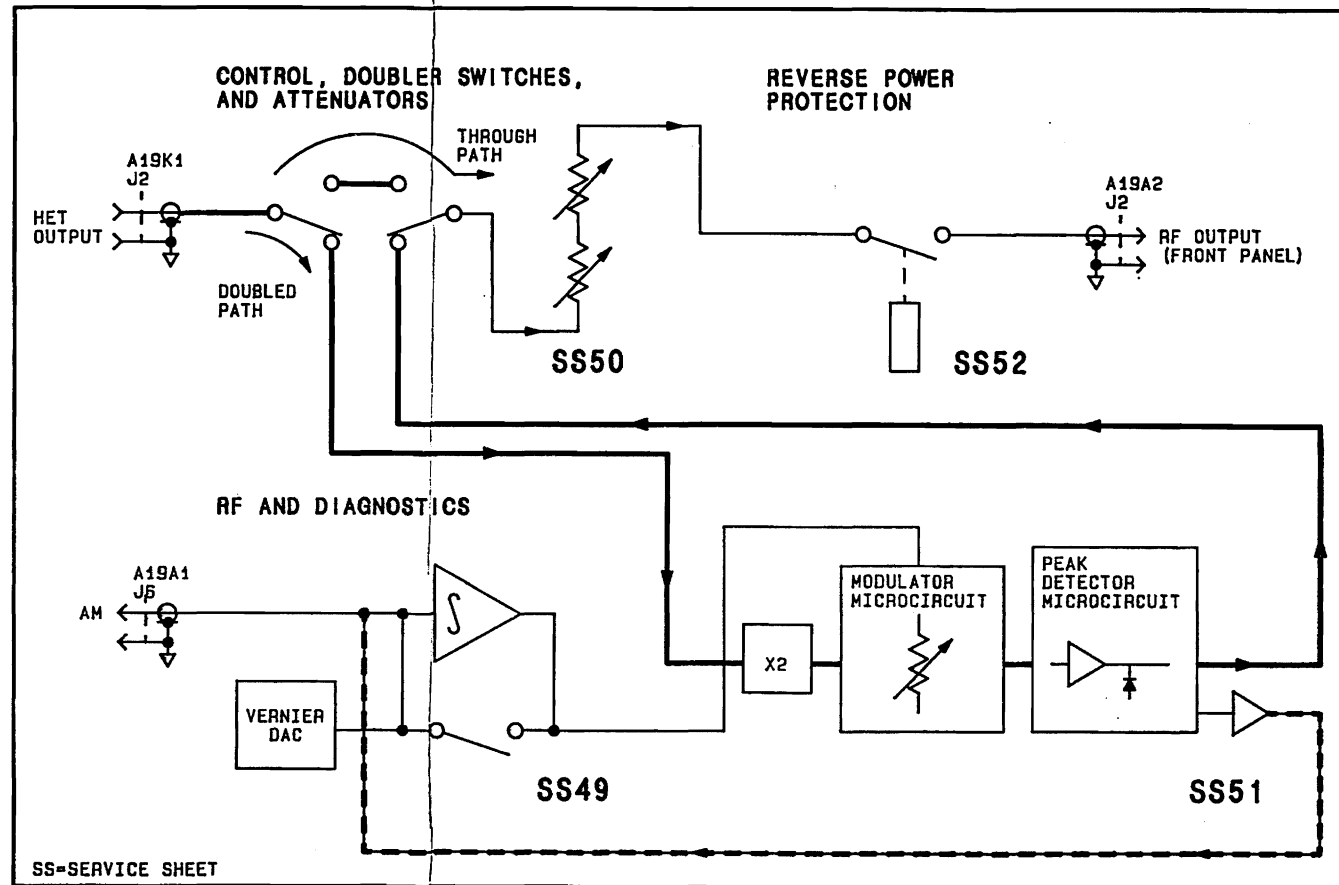 CONTROL, DOUBLER SWITCHES,
AND ATTENUATORS
REVERSE POWER
PROTECTION
THROUGH
PATH
A19K1
J2
HET
OUTPUT
DOUBLED
PATH
A19A2
J2
RF OUTPUT
(FRONT PANEL)
SS50
SS52
RF AND DIAGNOSTICS
A19A1
J6
AM
∫
VERNIER
DAC
SS49
X2
MODULATOR
MICROCIRCUIT
PEAK
DETECTOR
MICROCIRCUIT
SS51
SS=SERVICE SHEET